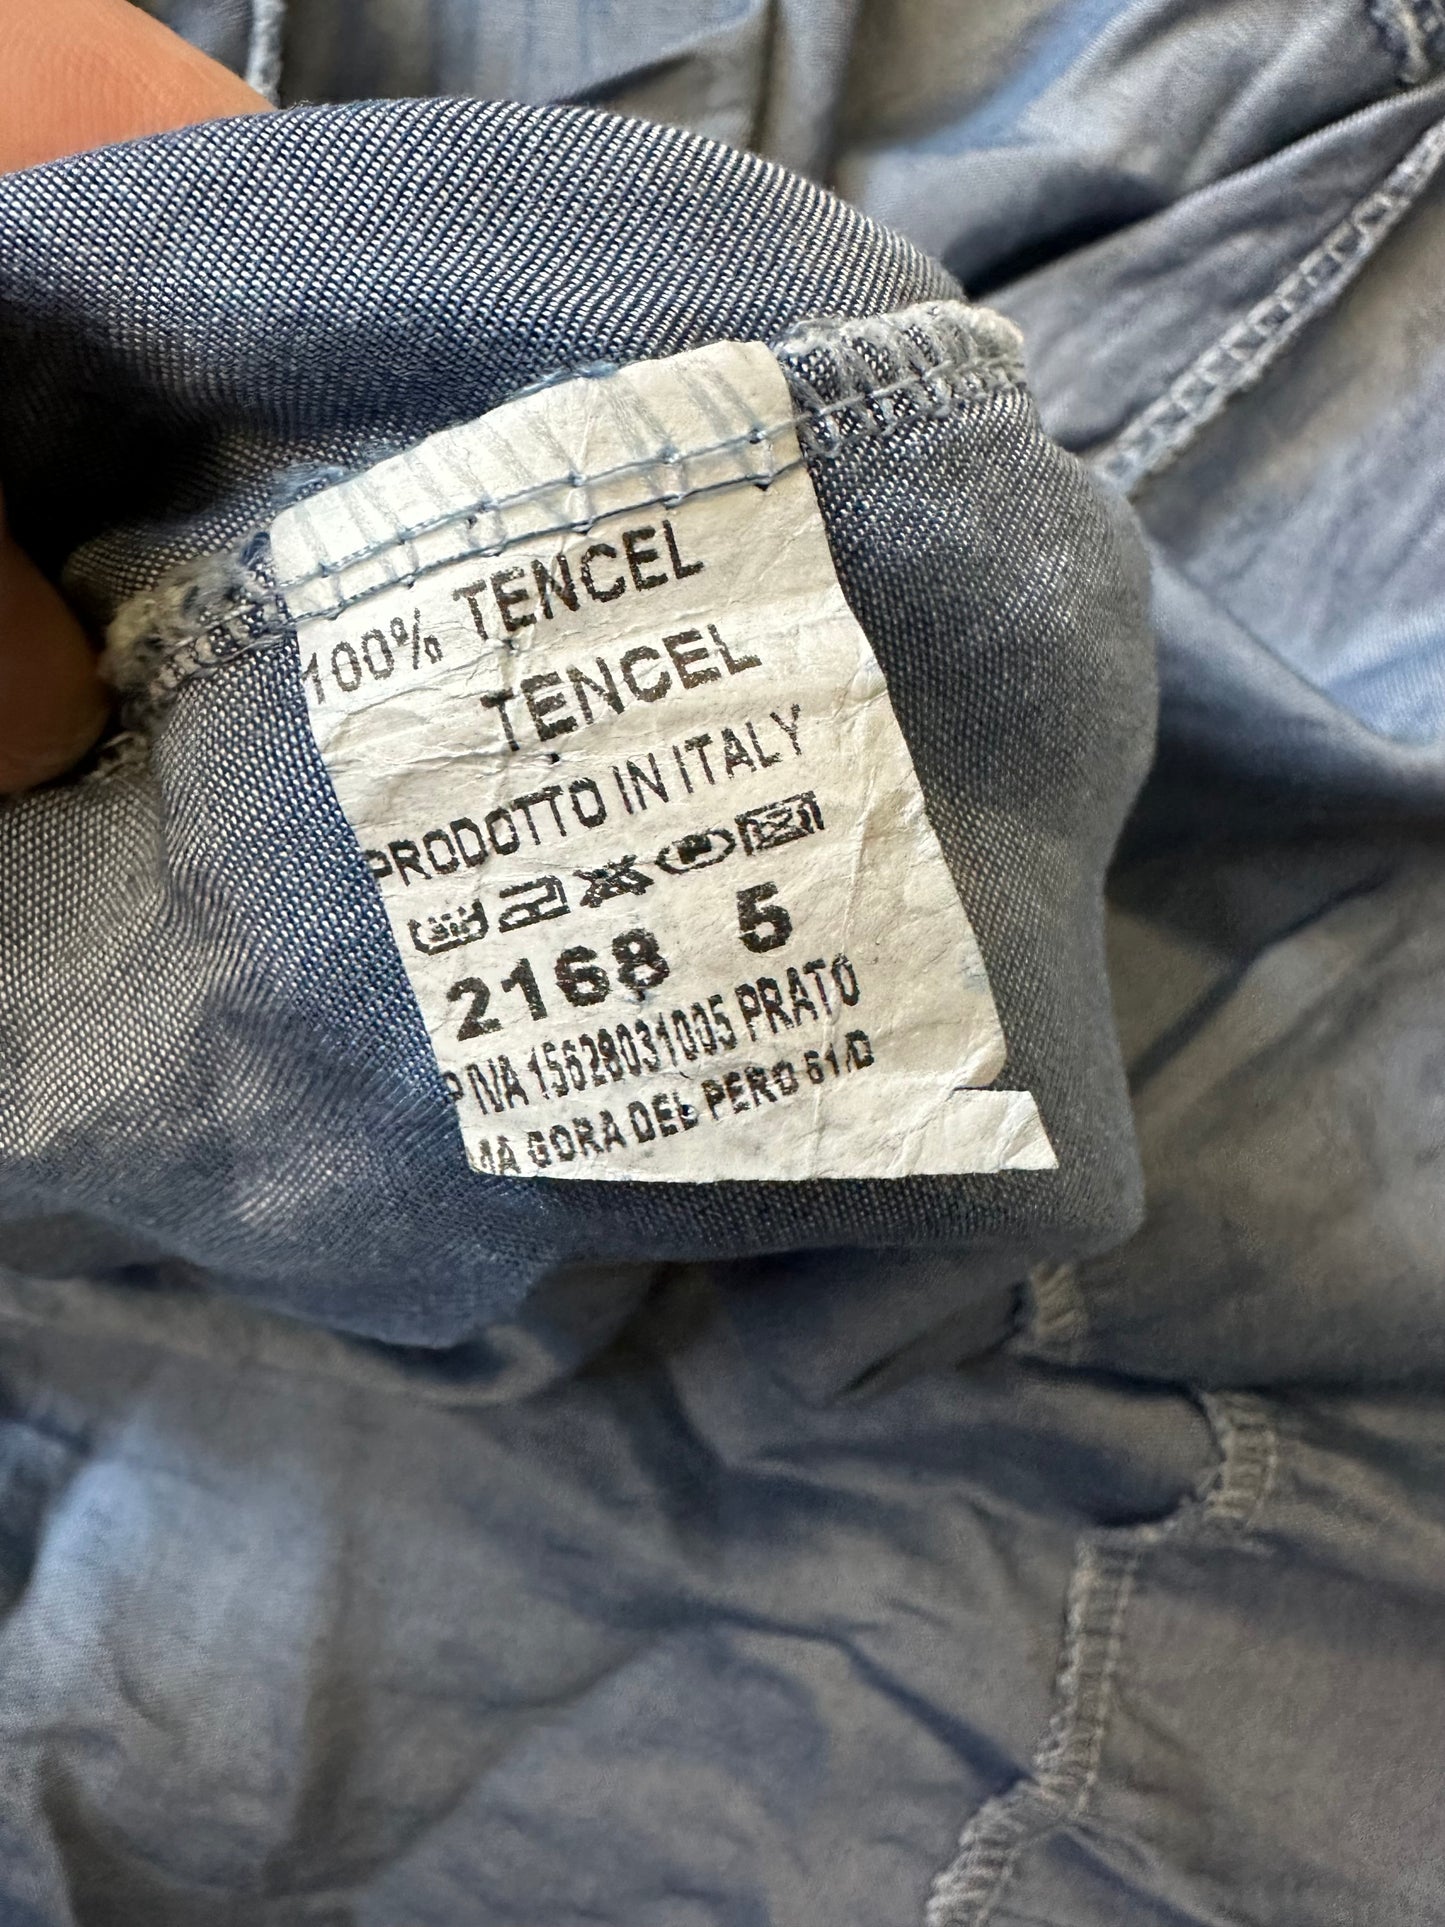 100% TENCEL
TENCEL
PRODOTTO IN ITALY
2168 5
P IVA 15628031005 PRATO
GORA DEL PERO 61/D